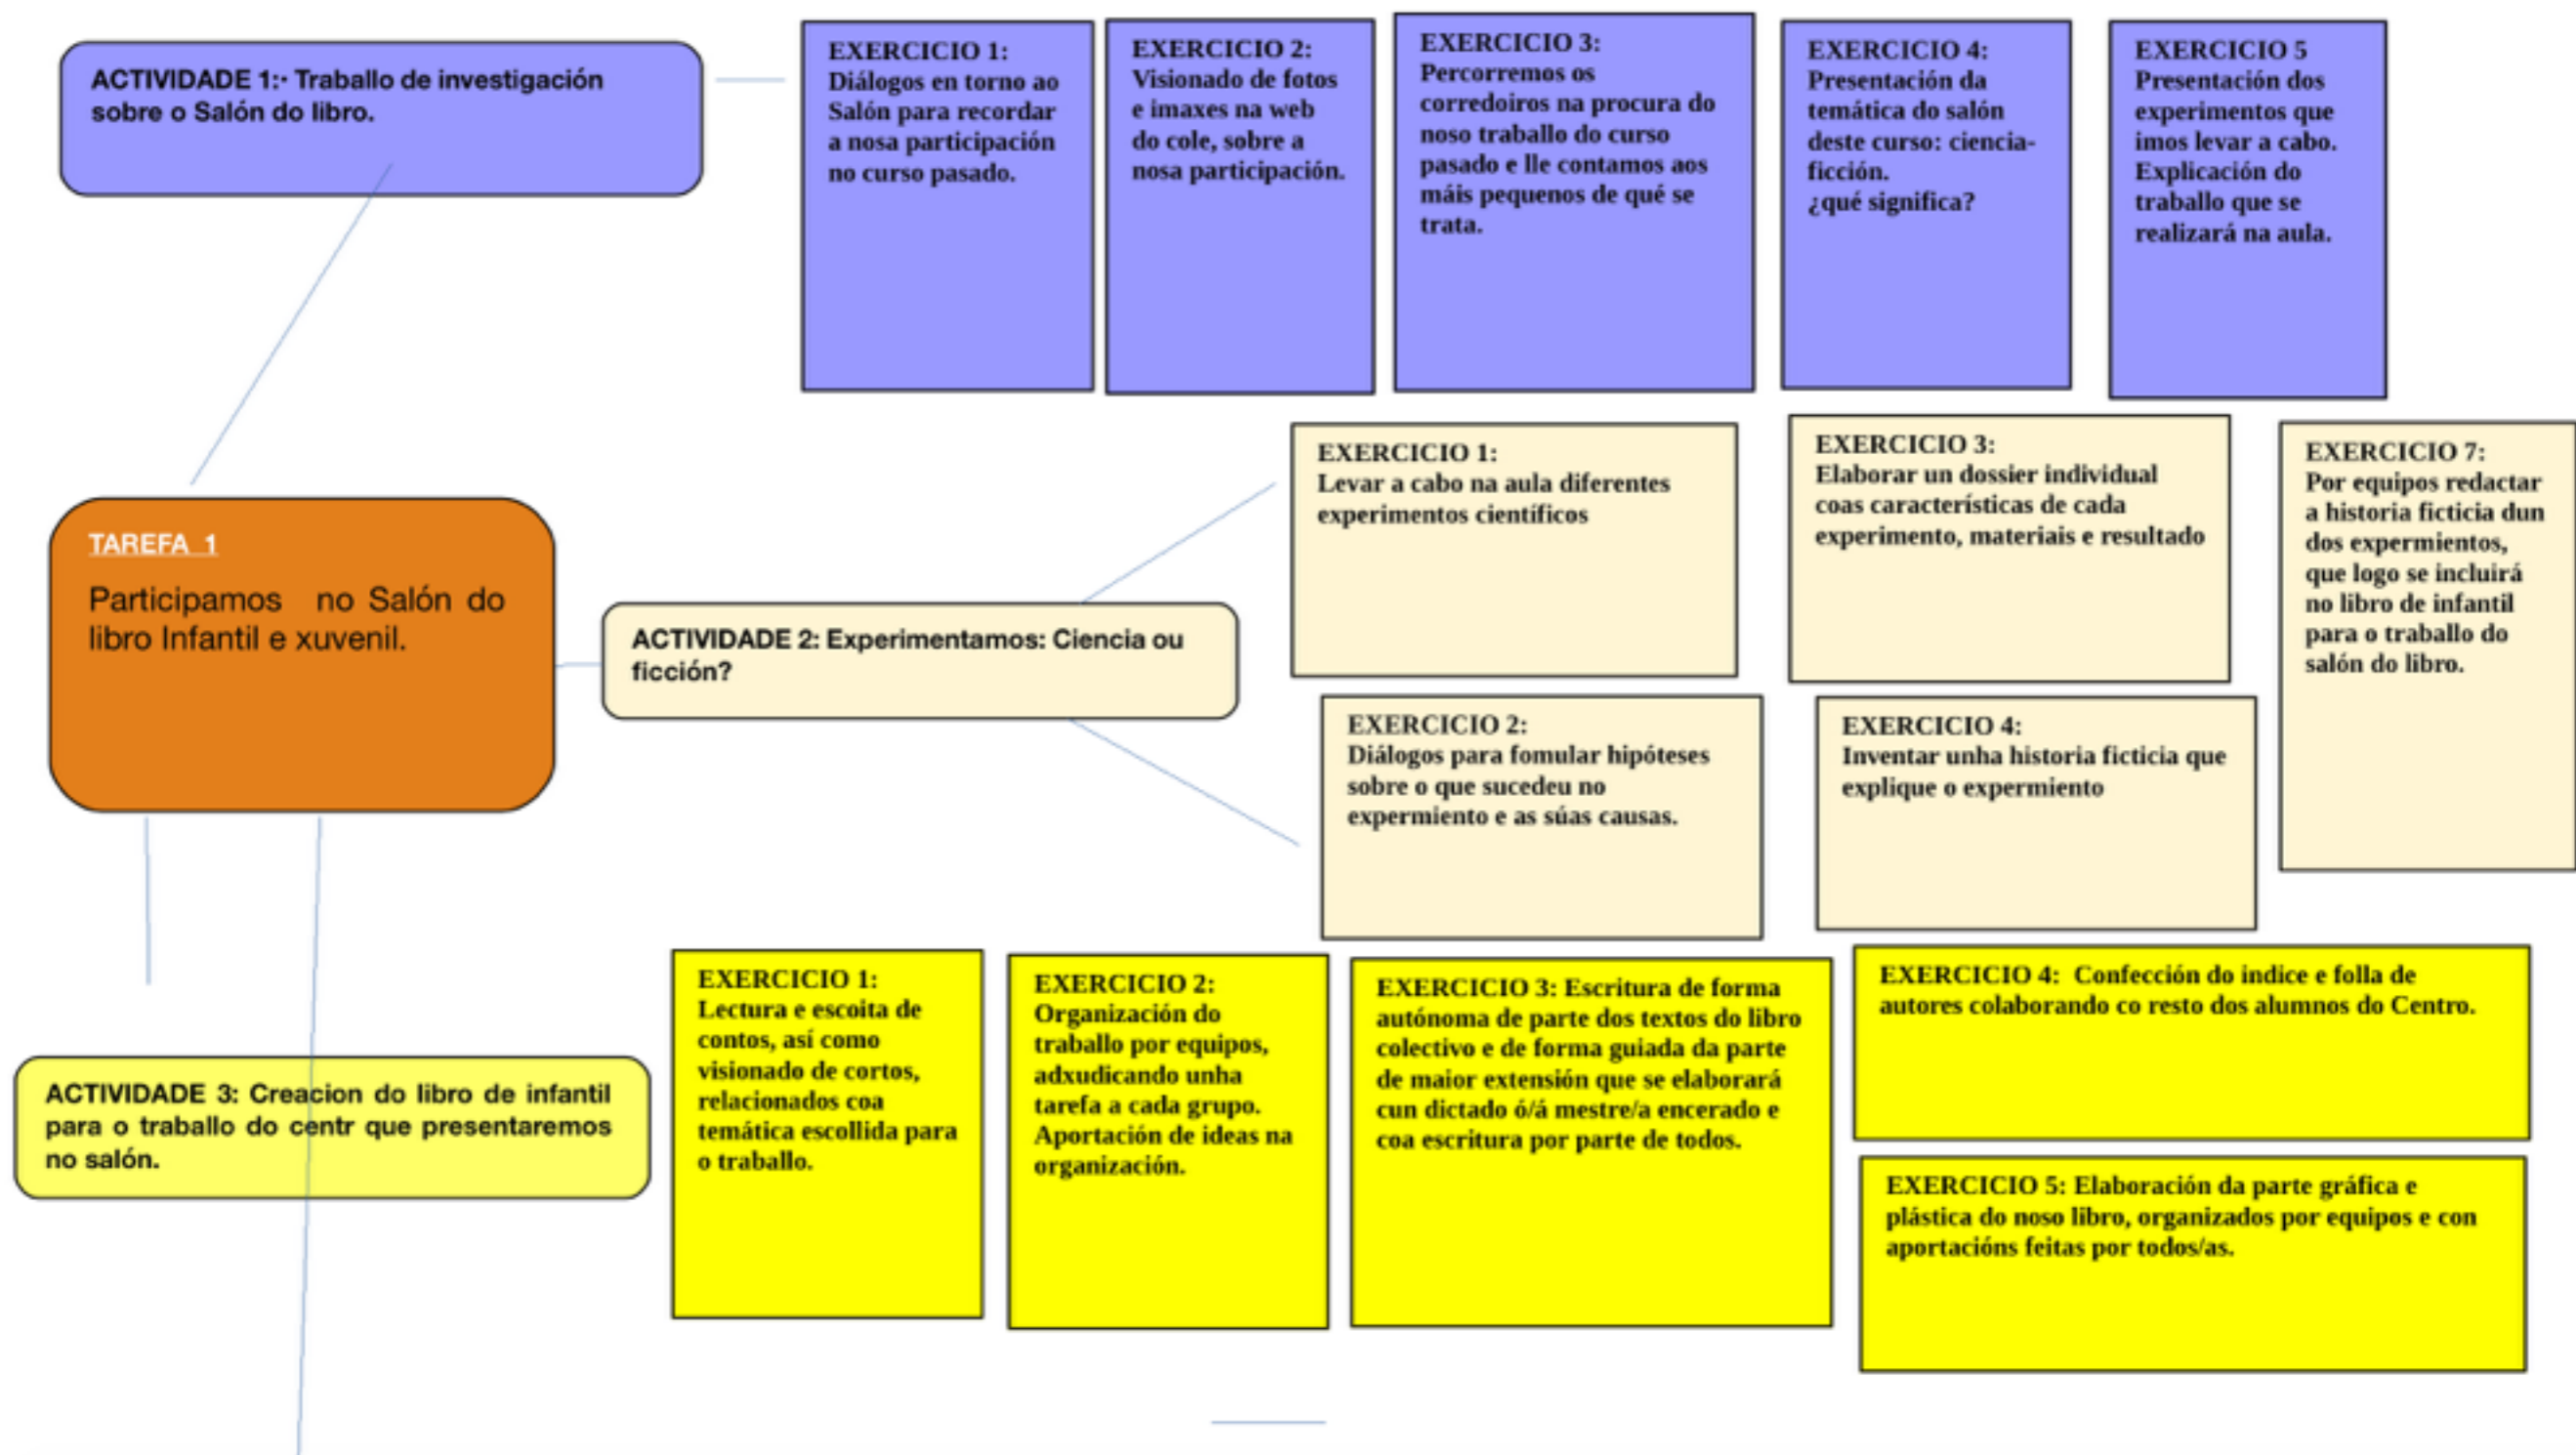 ACTIVIDADE 1:· Traballo de investigación
sobre o Salón do libro.
EXERCICIO 1:
Diálogos en torno ao
Salón para recordar
a nosa participación
no curso pasado.
EXERCICIO 2:
Visionado de fotos
e imaxes na web
do cole, sobre a
nosa participación.
EXERCICIO 3:
Percorremos os
corredoiros na procura do
noso traballo do curso
pasado e lle contamos aos
máis pequenos de qué se
trata.
EXERCICIO 4:
Presentación da
temática do salón
deste curso: ciencia-
ficción.
¿qué significa?
EXERCICIO 5
Presentación dos
experimentos que
imos levar a cabo.
Explicación do
traballo que se
realizará na aula.
TAREFA 1
Participamos no Salón do
libro Infantil e xuvenil.
ACTIVIDADE 2: Experimentamos: Ciencia ou
ficción?
EXERCICIO 1:
Levar a cabo na aula diferentes
experimentos científicos
EXERCICIO 2:
Diálogos para fomular hipóteses
sobre o que sucedeu no
expermiento e as súas causas.
EXERCICIO 3:
Elaborar un dossier individual
coas características de cada
experimento, materiais e resultado
EXERCICIO 4:
Inventar unha historia ficticia que
explique o expermiento
EXERCICIO 7:
Por equipos redactar
a historia ficticia dun
dos expermientos,
que logo se incluirá
no libro de infantil
para o traballo do
salón do libro.
ACTIVIDADE 3: Creacion do libro de infantil
para o traballo do centr que presentaremos
no salón.
EXERCICIO 1:
Lectura e escoita de
contos, así como
visionado de cortos,
relacionados coa
temática escollida para
o traballo.
EXERCICIO 2:
Organización do
traballo por equipos,
adxudicando unha
tarefa a cada grupo.
Aportación de ideas na
organización.
EXERCICIO 3: Escritura de forma
autónoma de parte dos textos do libro
colectivo e de forma guiada da parte
de maior extensión que se elaborará
cun dictado ó/á mestre/a encerado e
coa escritura por parte de todos.
EXERCICIO 4: Confección do indice e folla de
autores colaborando co resto dos alumnos do Centro.
EXERCICIO 5: Elaboración da parte gráfica e
plástica do noso libro, organizados por equipos e con
aportacións feitas por todos/as.